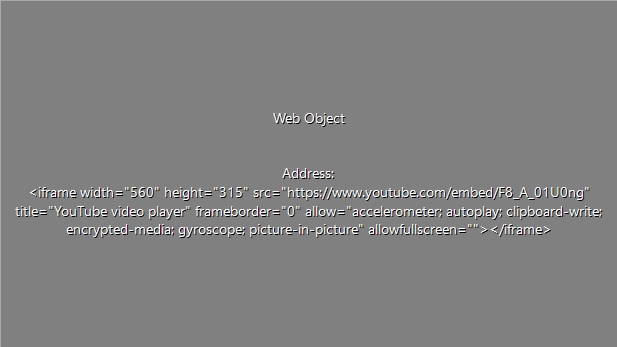 Web Object
Address:
<iframe width="560" height="315" src="https://www.youtube.com/embed/F8_A_01U0ng"
title="YouTube video player" frameborder="0" allow="accelerometer; autoplay; clipboard-write;
encrypted-media; gyroscope; picture-in-picture" allowfullscreen=""></iframe>